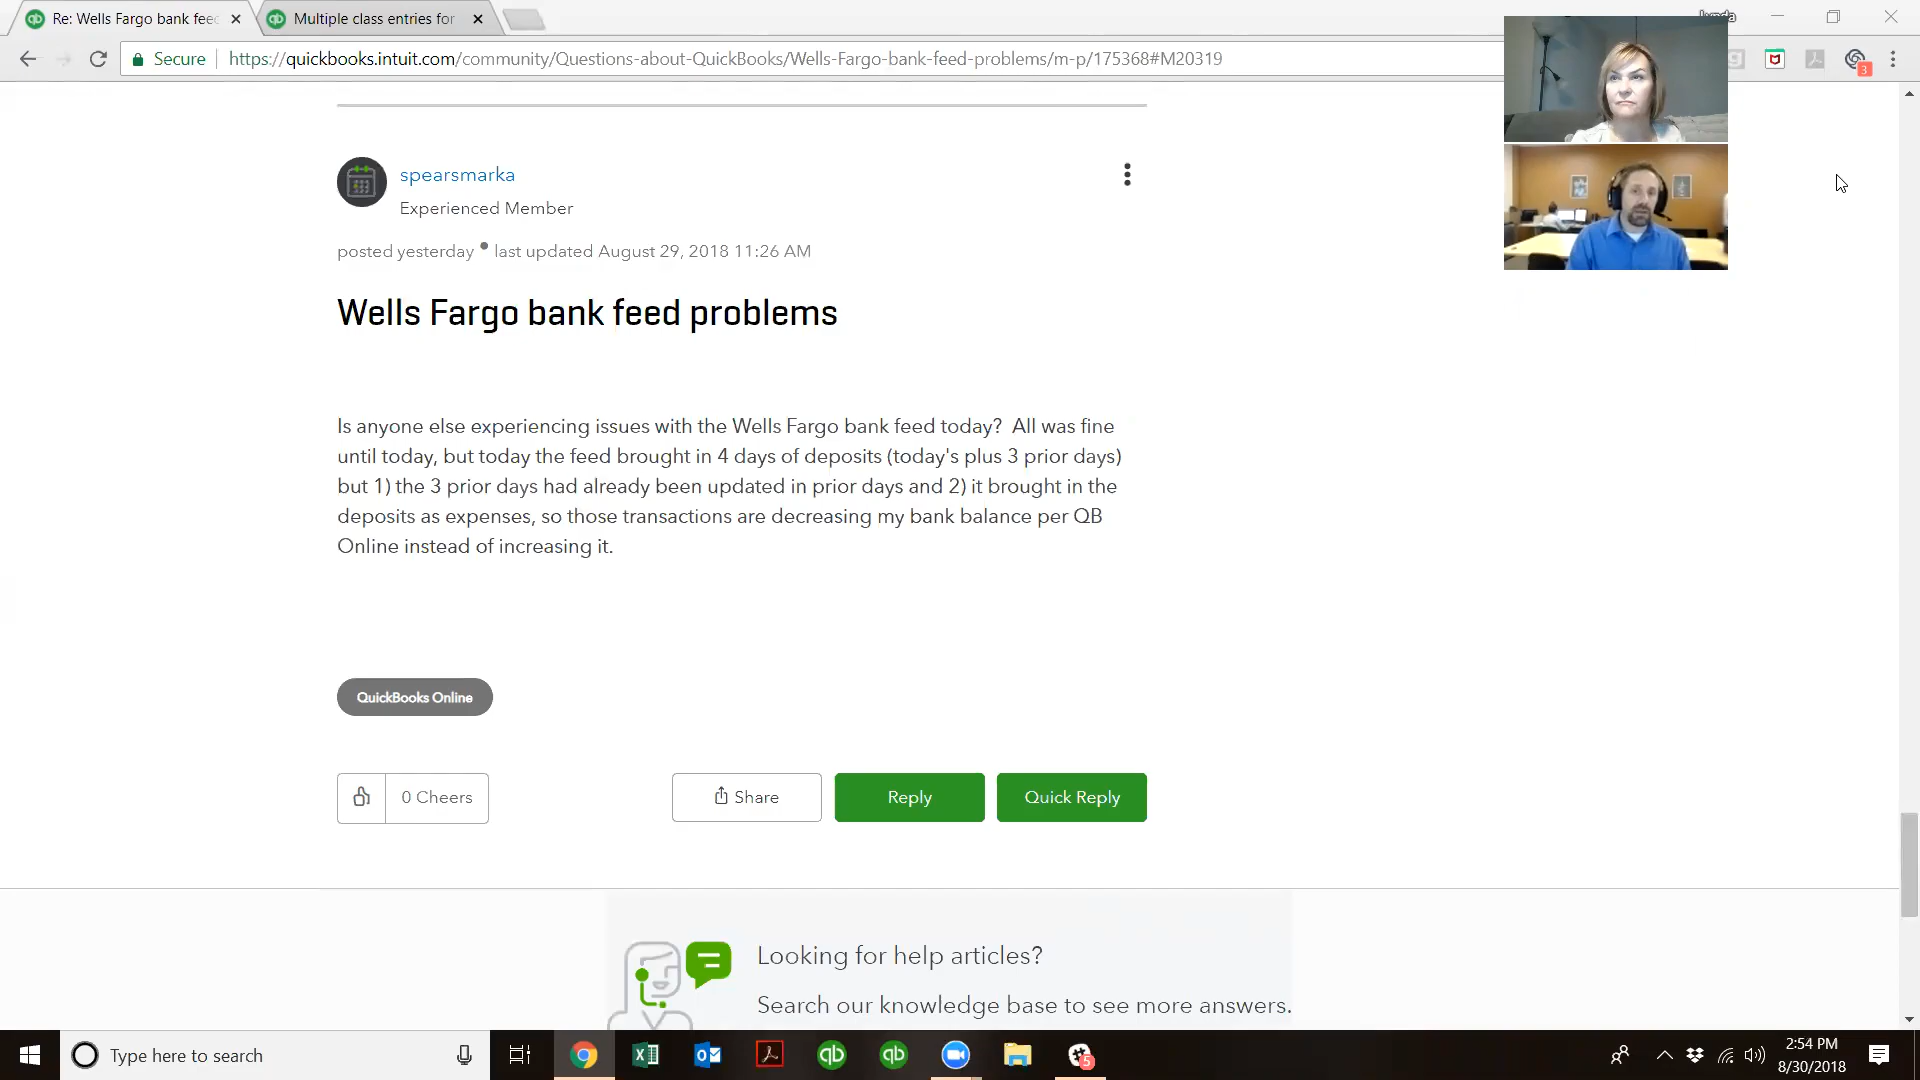 Re: Wells Fargo bank fee
Multiple class entries for
Lynda
Secure
https://quickbooks.intuit.com/community/Questions-about-QuickBooks/Wells-Fargo-bank-feed-problems/m-p/175368#M20319
3
spearsmarka
Experienced Member
posted yesterday • last updated August 29, 2018 11:26 AM
Wells Fargo bank feed problems
Is anyone else experiencing issues with the Wells Fargo bank feed today? All was fine
until today, but today the feed brought in 4 days of deposits (today's plus 3 prior days)
but 1) the 3 prior days had already been updated in prior days and 2) it brought in the
deposits as expenses, so those transactions are decreasing my bank balance per QB
Online instead of increasing it.
QuickBooks Online
0 Cheers
Share
Reply
Quick Reply
Looking for help articles?
Search our knowledge base to see more answers.
Type here to search
5
2:54 PM
8/30/2018